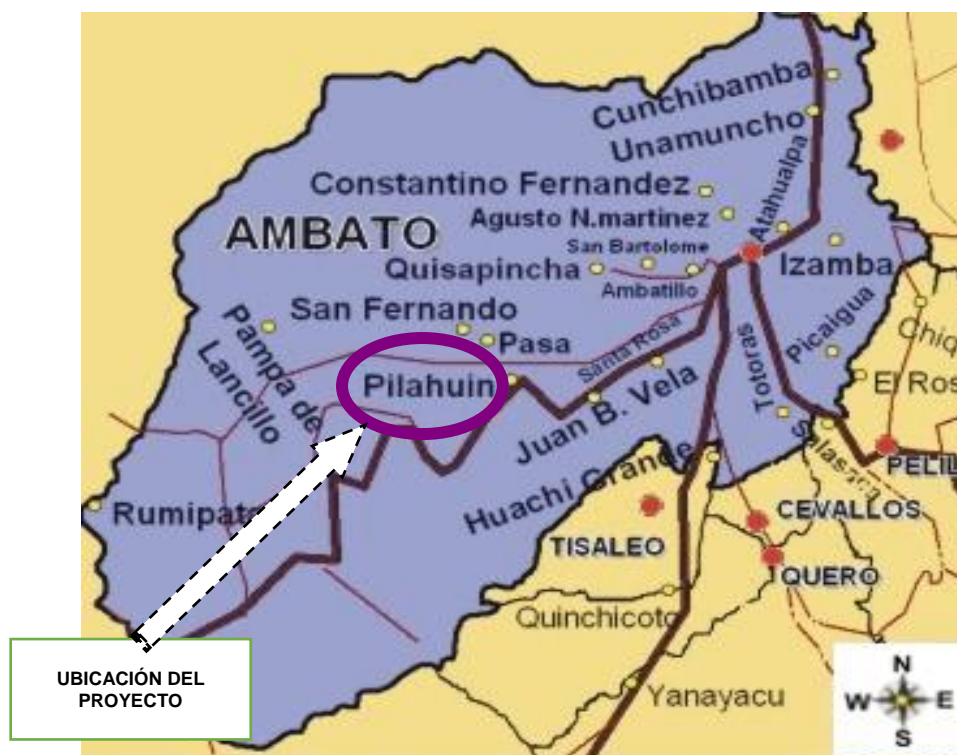 Cunchibamba
Unamuncho
Atahualpa
Constantino Fernandez
Agusto N.martinez
AMBATO
San Bartolome
Quisapincha
Izamba
Ambatillo
San Fernando
Pampa de
Lancillo
Pasa
Santa Rosa
Picaigua
Chiq
Totoras
Pilahuin
El Ros
Juan B. Vela
Salasaca
PELIL
Huachi Grande
Rumipat
CEVALLOS
TISALEO
QUERO
Quinchicoto
UBICACIÓN DEL
PROYECTO
Yanayacu
N
W
E
S